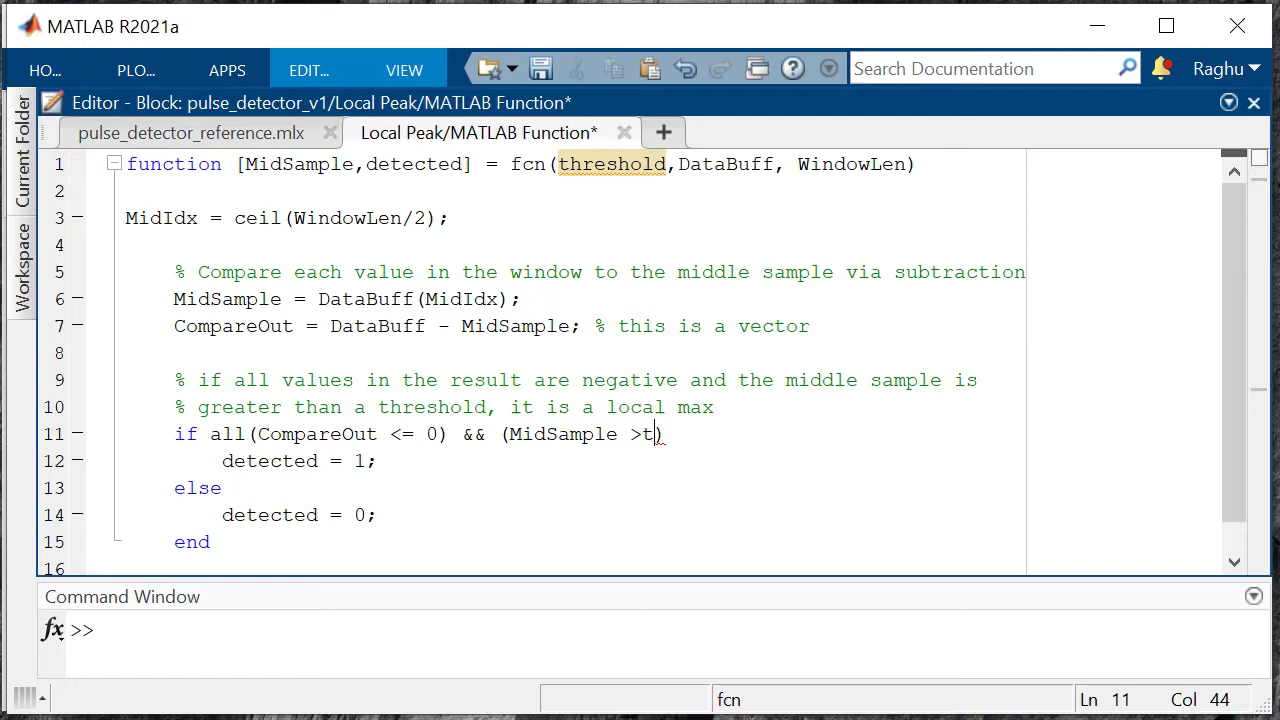 MATLAB R2021a
HO... PLO... APPS EDIT... VIEW Search Documentation Raghu
Editor - Block: pulse_detector_v1/Local Peak/MATLAB Function*
pulse_detector_reference.mlx Local Peak/MATLAB Function*
Current Folder
Workspace
1 function [MidSample,detected] = fcn(threshold,DataBuff, WindowLen)
2
3 MidIdx = ceil(WindowLen/2);
4
5 % Compare each value in the window to the middle sample via subtraction
6 MidSample = DataBuff(MidIdx);
7 CompareOut = DataBuff - MidSample; % this is a vector
8
9 % if all values in the result are negative and the middle sample is
10 % greater than a threshold, it is a local max
11 if all(CompareOut <= 0) && (MidSample >t)
12 detected = 1;
13 else
14 detected = 0;
15 end
16
Command Window
fx >>
fcn Ln 11 Col 44